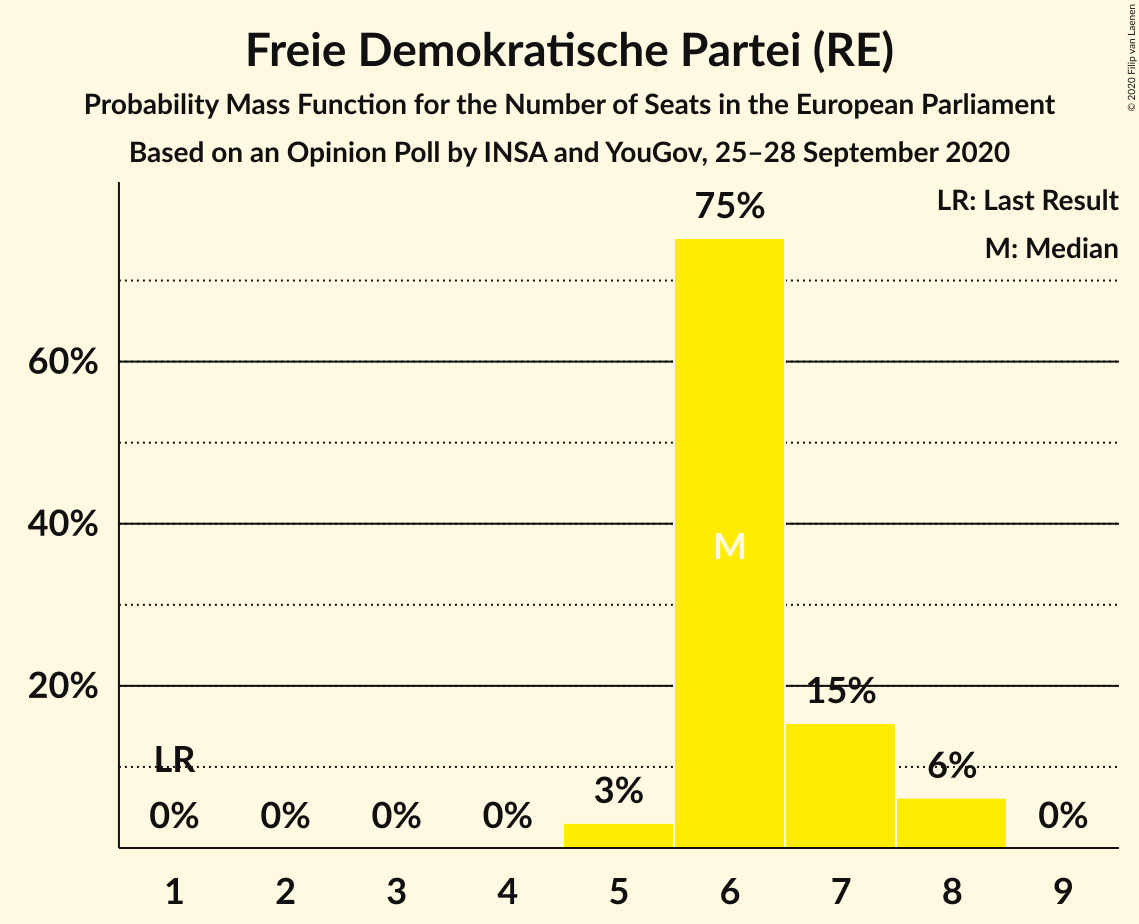 Freie Demokratische Partei (RE)
Probability Mass Function for the Number of Seats in the European Parliament
Based on an Opinion Poll by INSA and YouGov, 25–28 September 2020
© 2020 Filip van Laenen
LR: Last Result
M: Median
75%
60%
40%
M
20%
15%
LR
6%
3%
0%
0%
0%
0%
0%
1
2
3
4
5
6
7
8
9